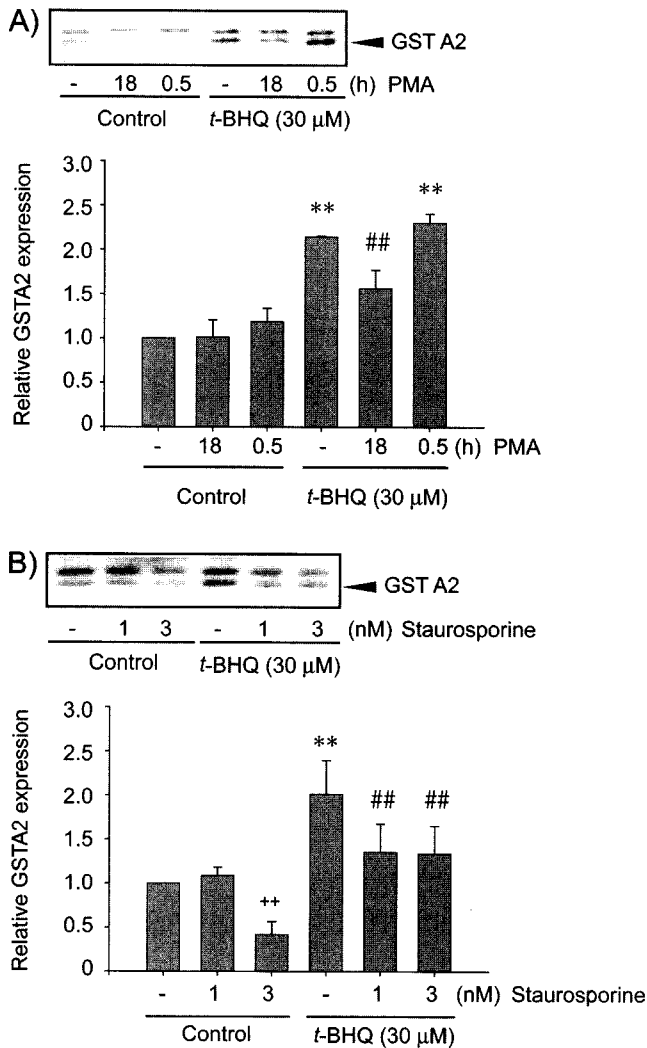 A)
GST A2
- 18 0.5 - 18 0.5 (h) PMA
Control t-BHQ (30 μM)
Relative GSTA2 expression
3.0
2.5
2.0
1.5
1.0
0.5
0
** ## **
- 18 0.5 - 18 0.5 (h) PMA
Control t-BHQ (30 μM)
B)
GST A2
- 1 3 - 1 3 (nM) Staurosporine
Control t-BHQ (30 μM)
Relative GSTA2 expression
3.0
2.5
2.0
1.5
1.0
0.5
0
++ ** ## ##
- 1 3 - 1 3 (nM) Staurosporine
Control t-BHQ (30 μM)